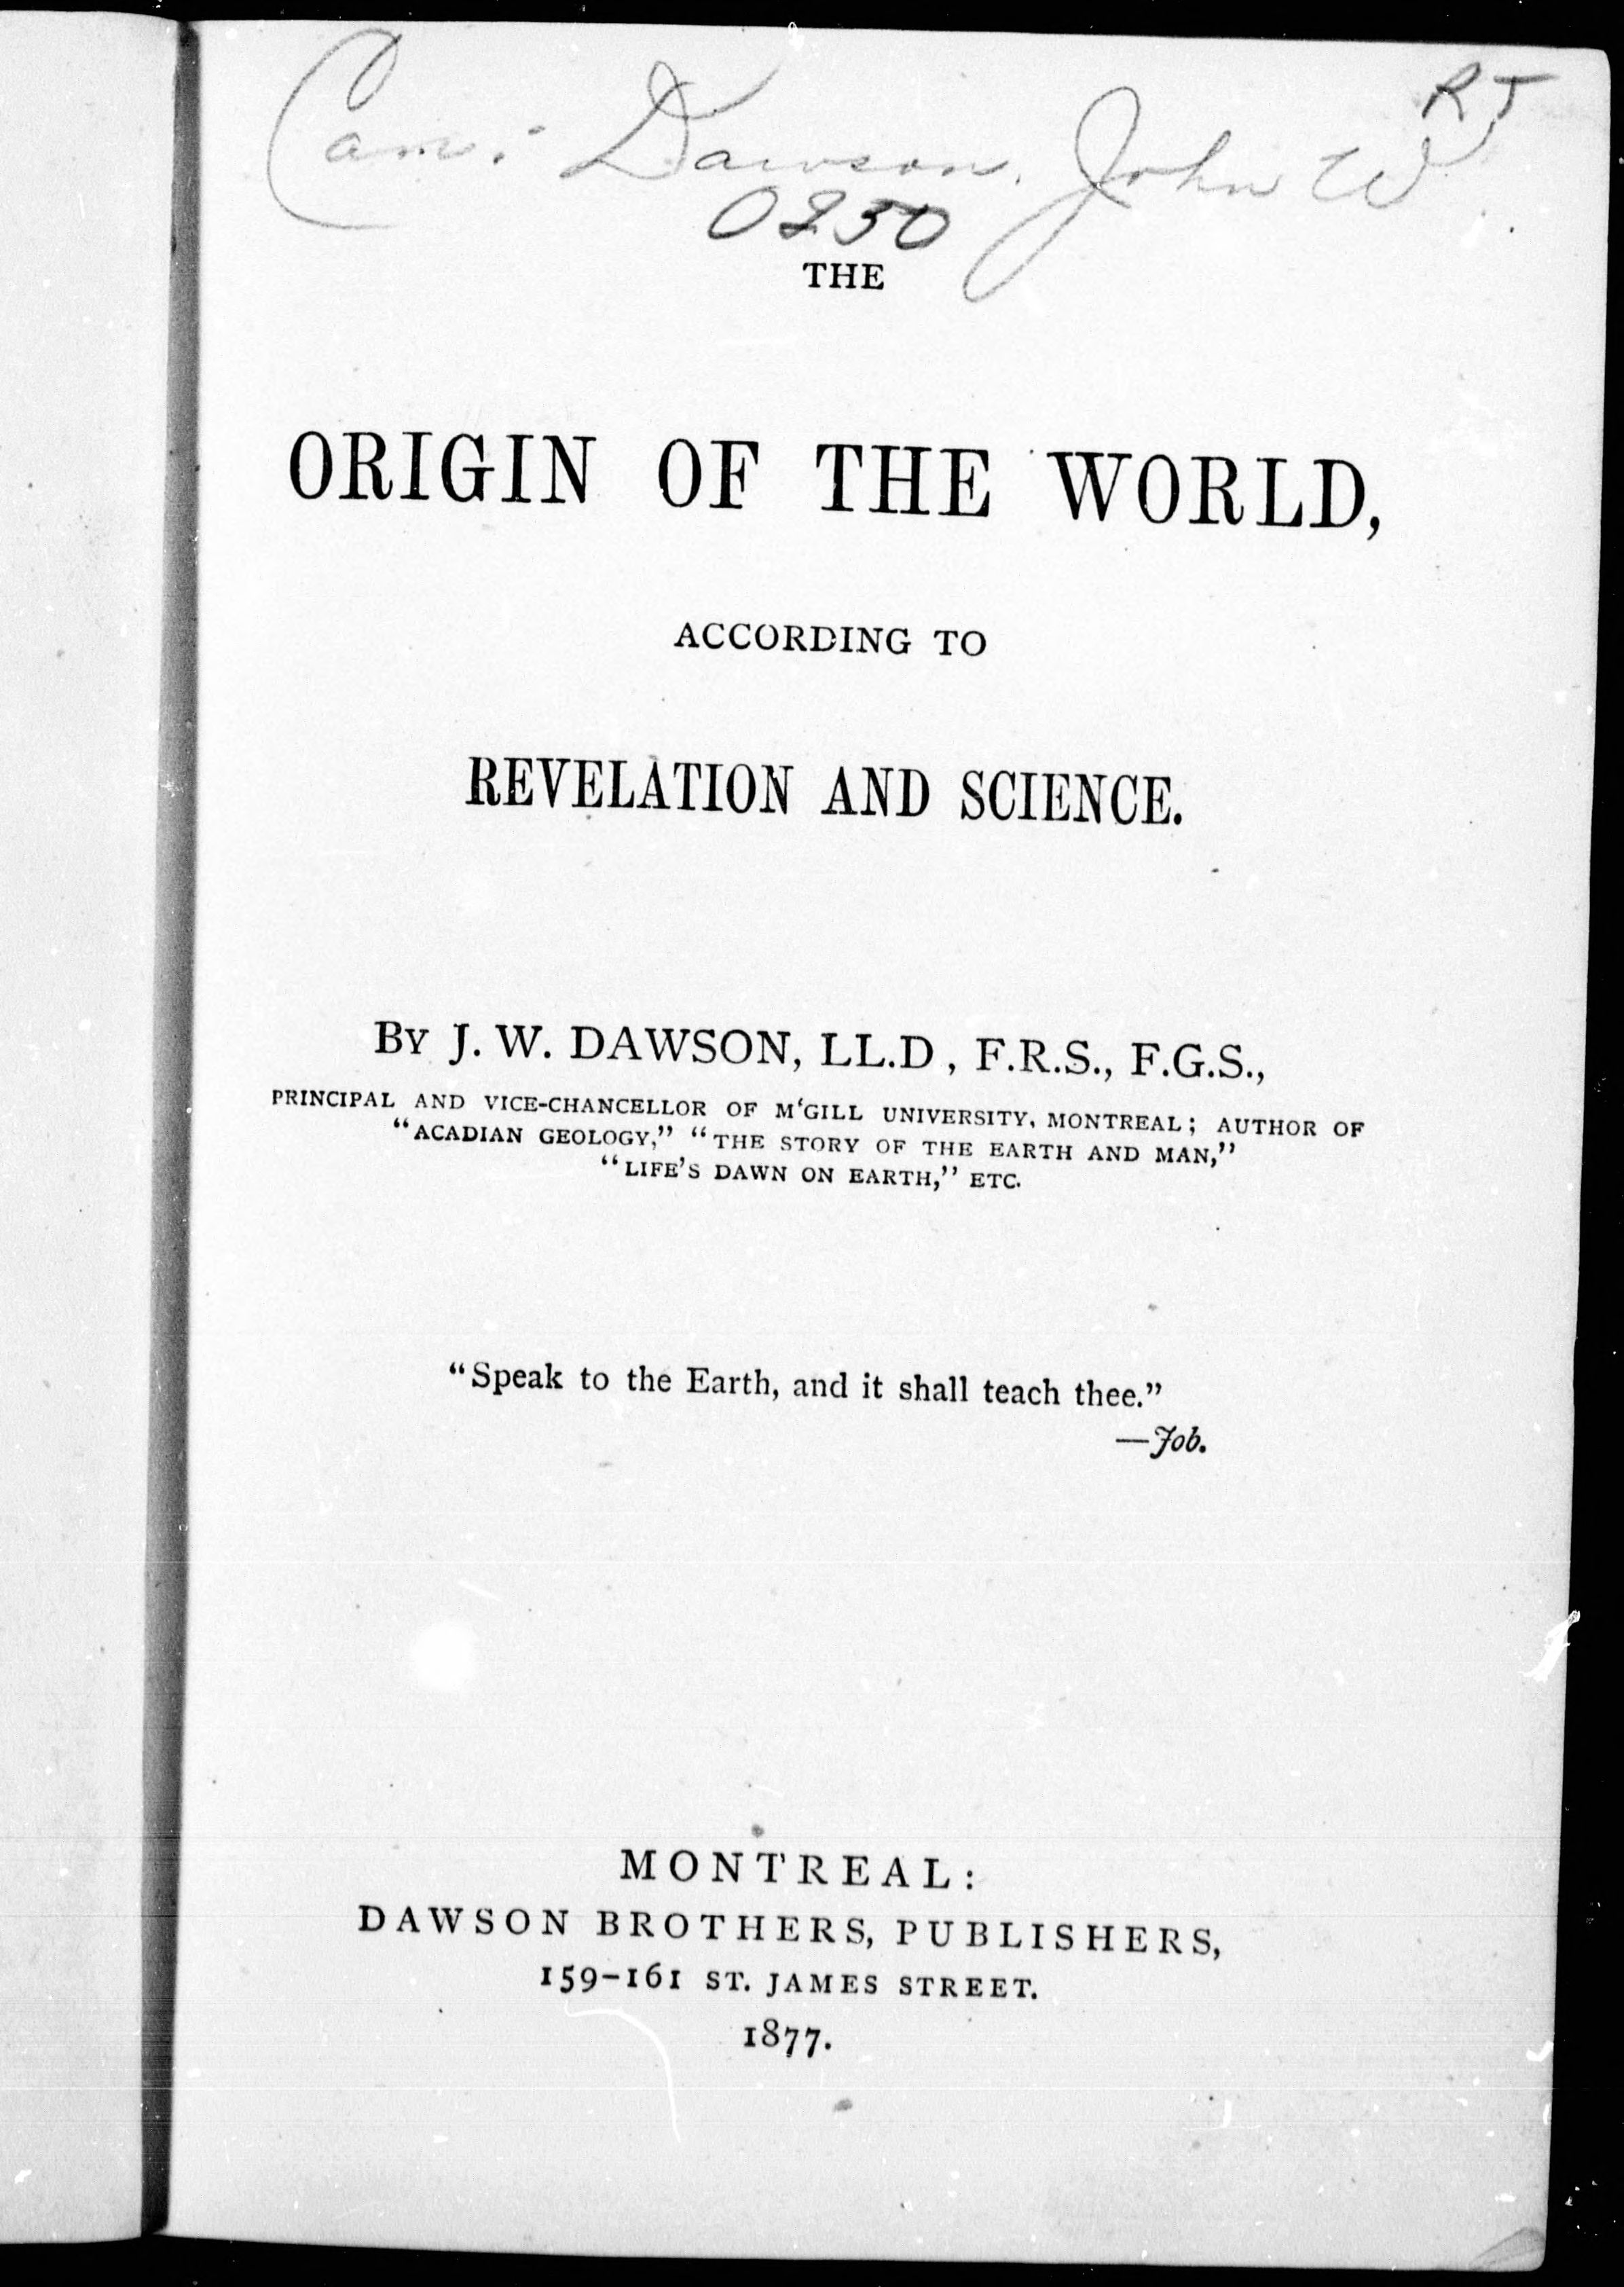 Can: Dawson, John W.
RJ
0230
THE
ORIGIN OF THE WORLD,
ACCORDING TO
REVELATION AND SCIENCE.
By J. W. DAWSON, LL.D, F.R.S., F.G.S.,
PRINCIPAL AND VICE-CHANCELLOR OF M‘GILL UNIVERSITY, MONTREAL; AUTHOR OF
“ACADIAN GEOLOGY,” “THE STORY OF THE EARTH AND MAN,”
“LIFE’S DAWN ON EARTH,” ETC.
“Speak to the Earth, and it shall teach thee.”
—Job.
MONTREAL:
DAWSON BROTHERS, PUBLISHERS,
159–161 ST. JAMES STREET.
1877.